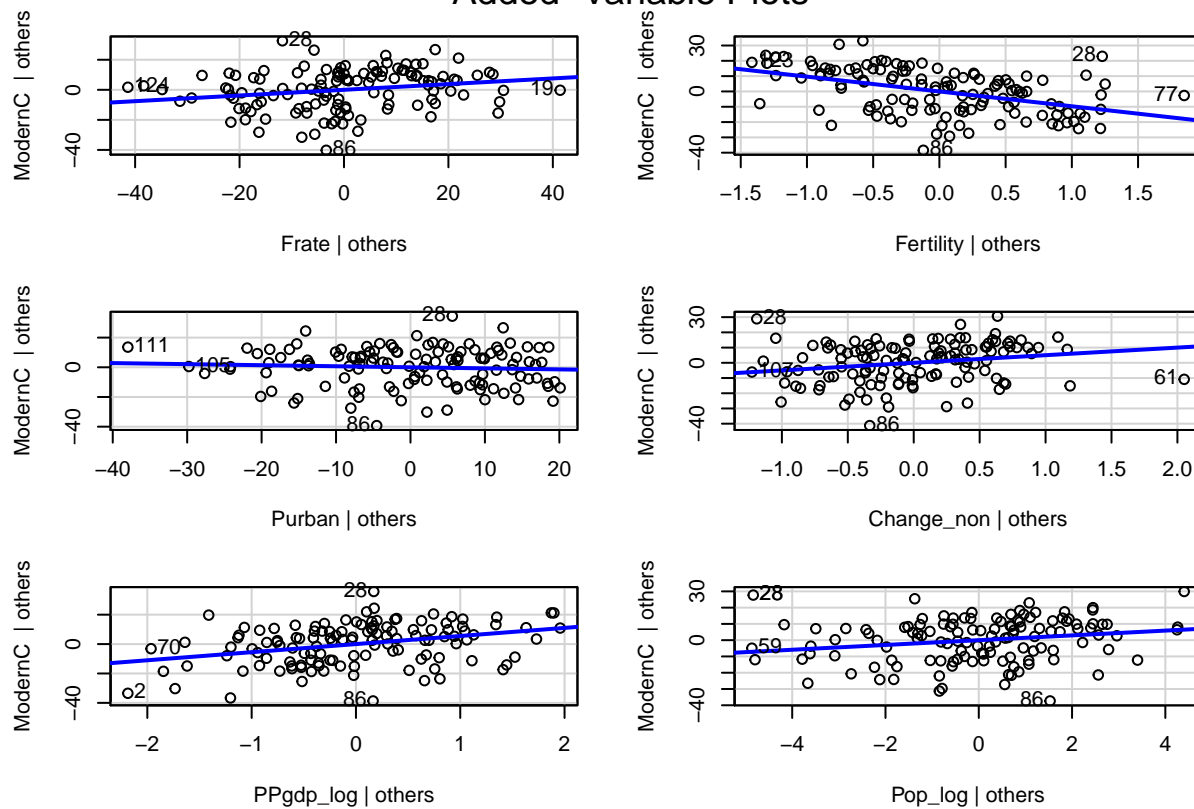 Added−Variable Plots
ModernC | others
−40 0
28
124
19
86
−40 −20 0 20 40
Frate | others
ModernC | others
−40 0 30
123
28
77
86
−1.5 −1.0 −0.5 0.0 0.5 1.0 1.5
Fertility | others
ModernC | others
−40 0
111
105
28
86
−40 −30 −20 −10 0 10 20
Purban | others
ModernC | others
−40 0 30
28
107
61
86
−1.0 −0.5 0.0 0.5 1.0 1.5 2.0
Change_non | others
ModernC | others
−40 0
28
70
2
86
−2 −1 0 1 2
PPgdp_log | others
ModernC | others
−40 0 30
28
59
86
−4 −2 0 2 4
Pop_log | others